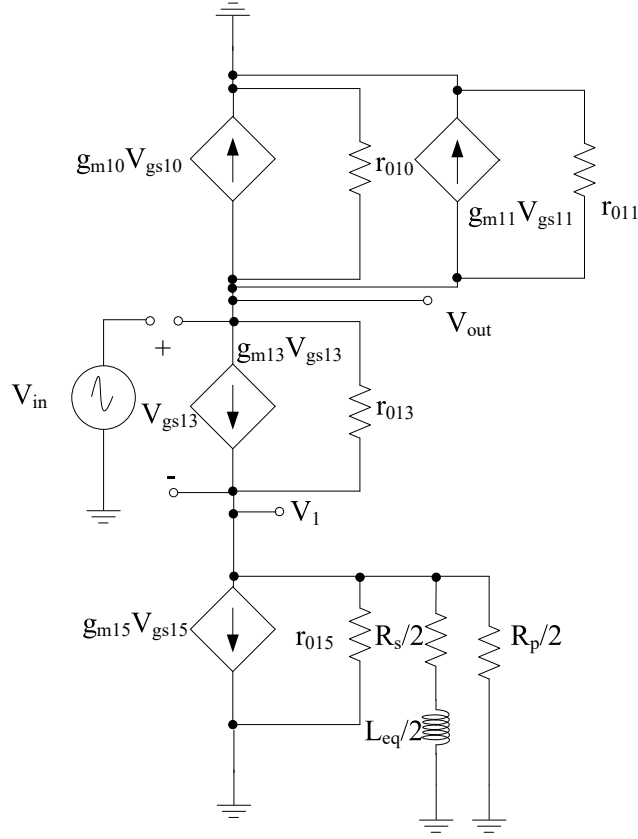 gm10Vgs10
r010
gm11Vgs11
r011
Vout
+
gm13Vgs13
Vin
Vgs13
r013
-
V1
gm15Vgs15
r015
Rs/2
Rp/2
Leq/2